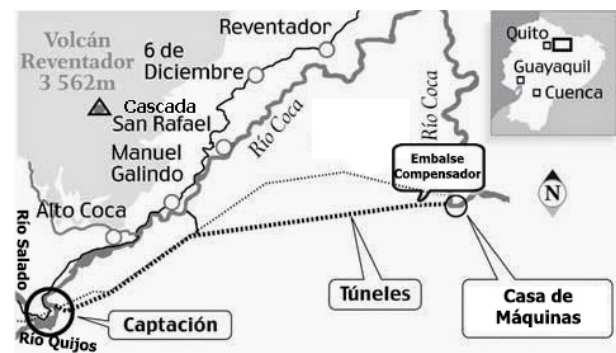 Volcán
Reventador
3 562m
Reventador
6 de
Diciembre
Cascada
San Rafael
Manuel
Galindo
Alto Coca
Río Coca
Río Coca
Río Salado
Río Quijos
Captación
Túneles
Embalse
Compensador
Casa de
Máquinas
N
Quito
Guayaquil
Cuenca